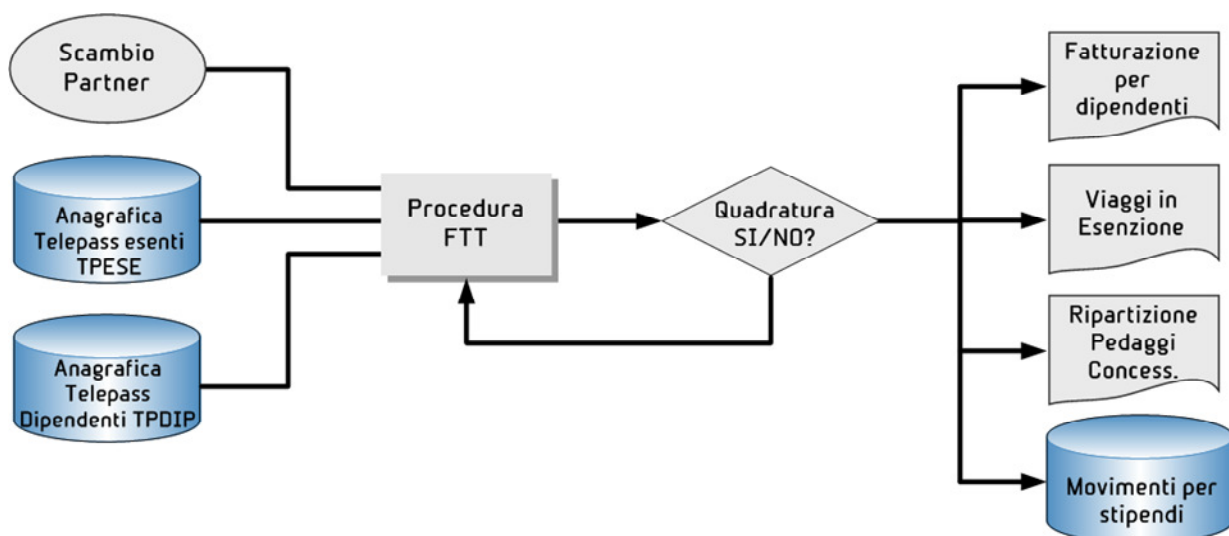 Scambio
Partner
Anagrafica
Telepass esenti
TPESE
Anagrafica
Telepass
Dipendenti TPDIP
Procedura
FTT
Quadratura
SI/NO?
Fatturazione
per
dipendenti
Viaggi in
Esenzione
Ripartizione
Pedaggi
Concess.
Movimenti per
stipendi